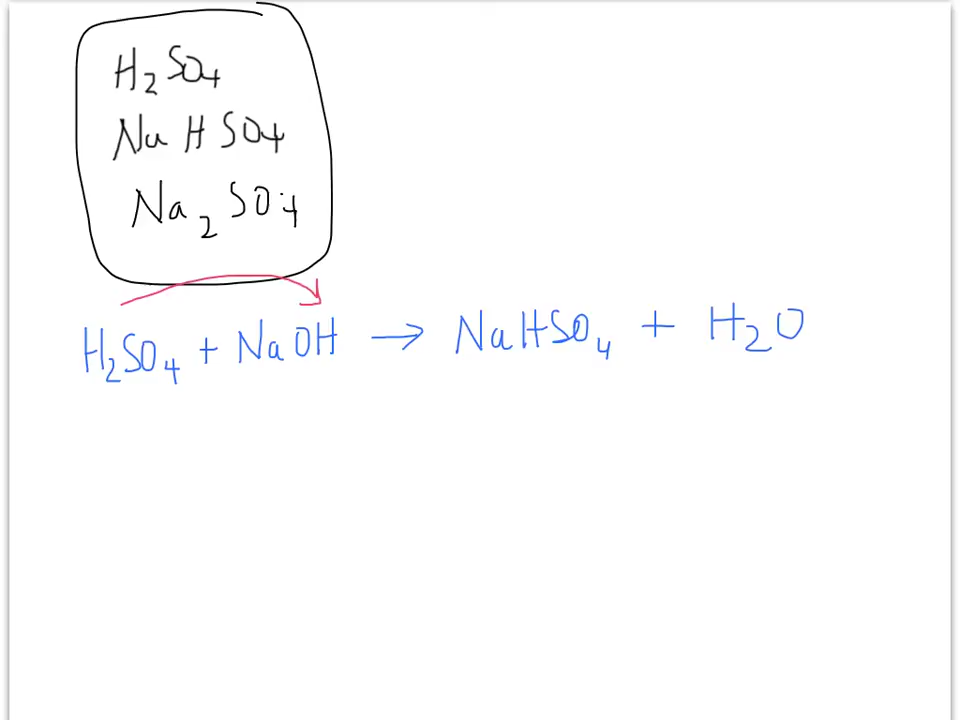 H₂SO₄
NaHSO₄
Na₂SO₄
H₂SO₄ + NaOH → NaHSO₄ + H₂O